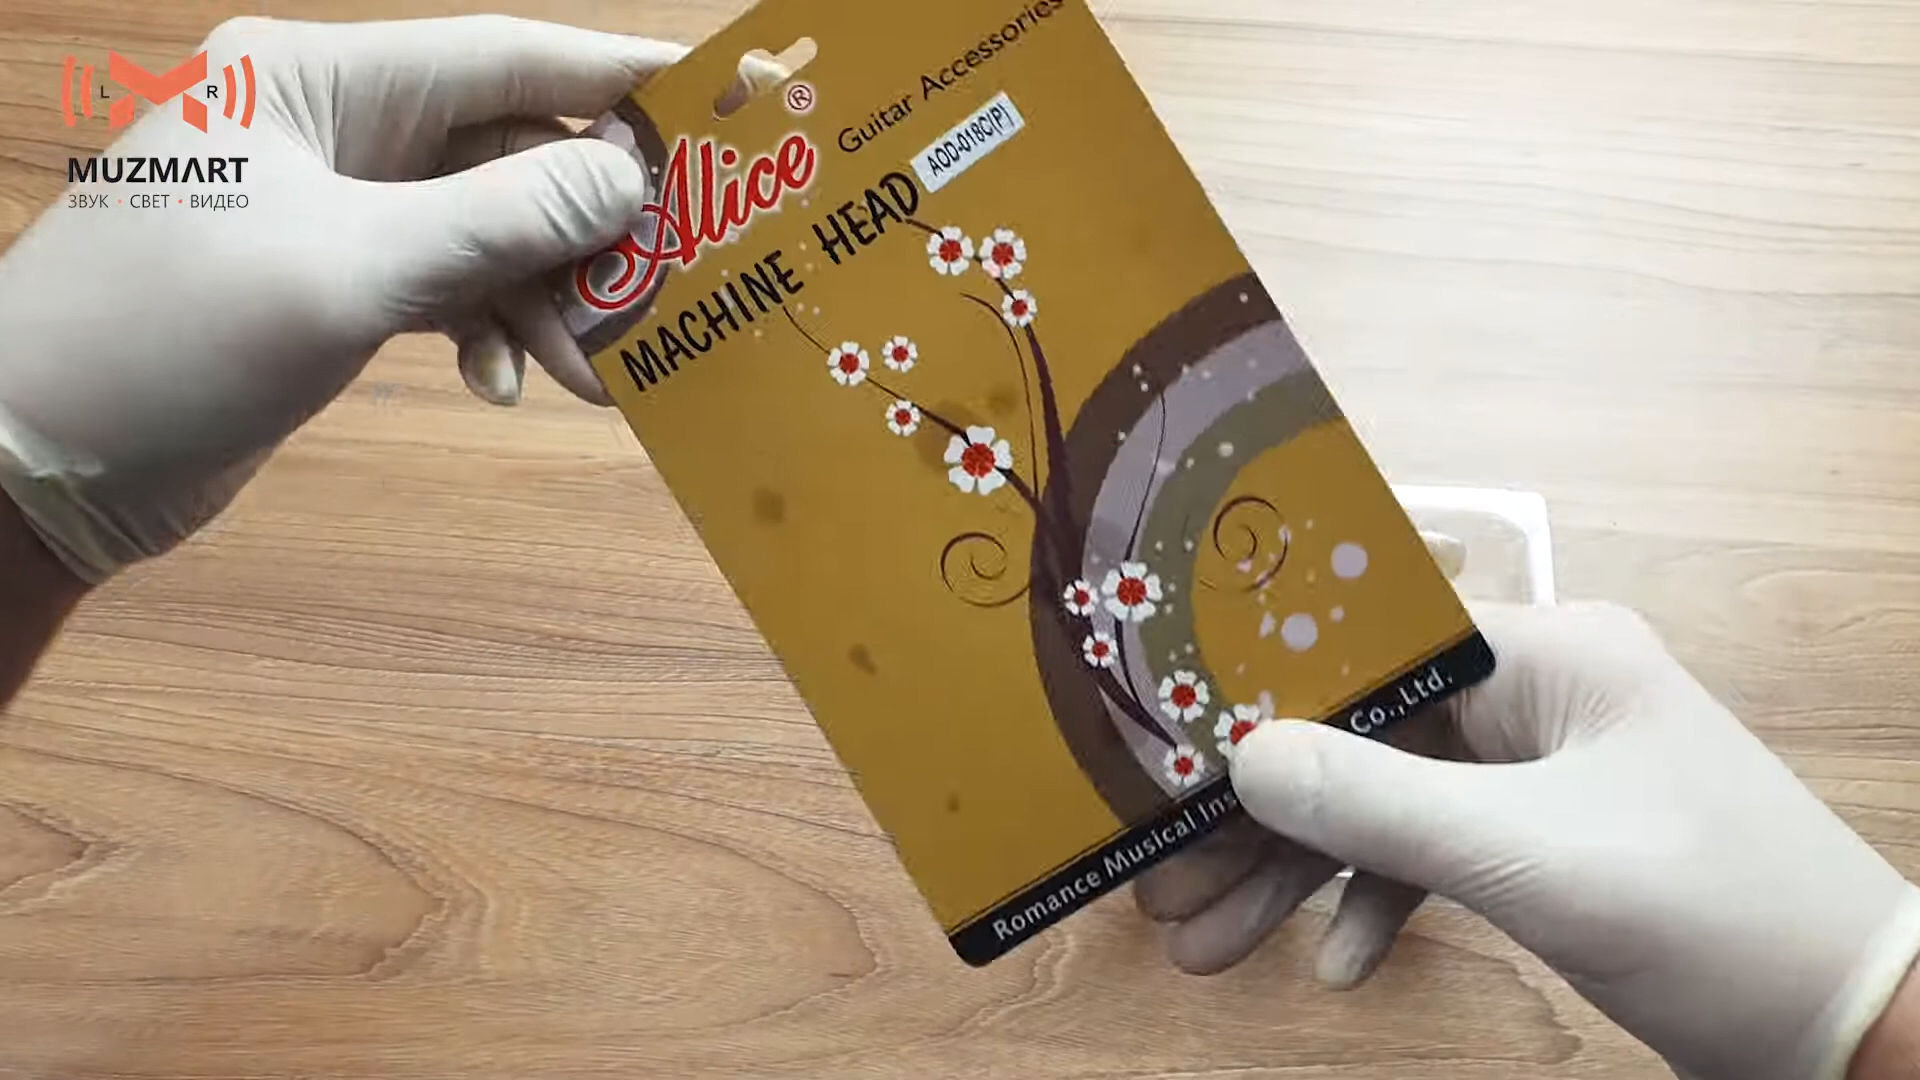 L R
MUZMART
ЗВУК • СВЕТ • ВИДЕО
Alice®
Guitar Accessories
MACHINE HEAD
AOD-018C(P)
Romance Musical Ins
Co.,Ltd.